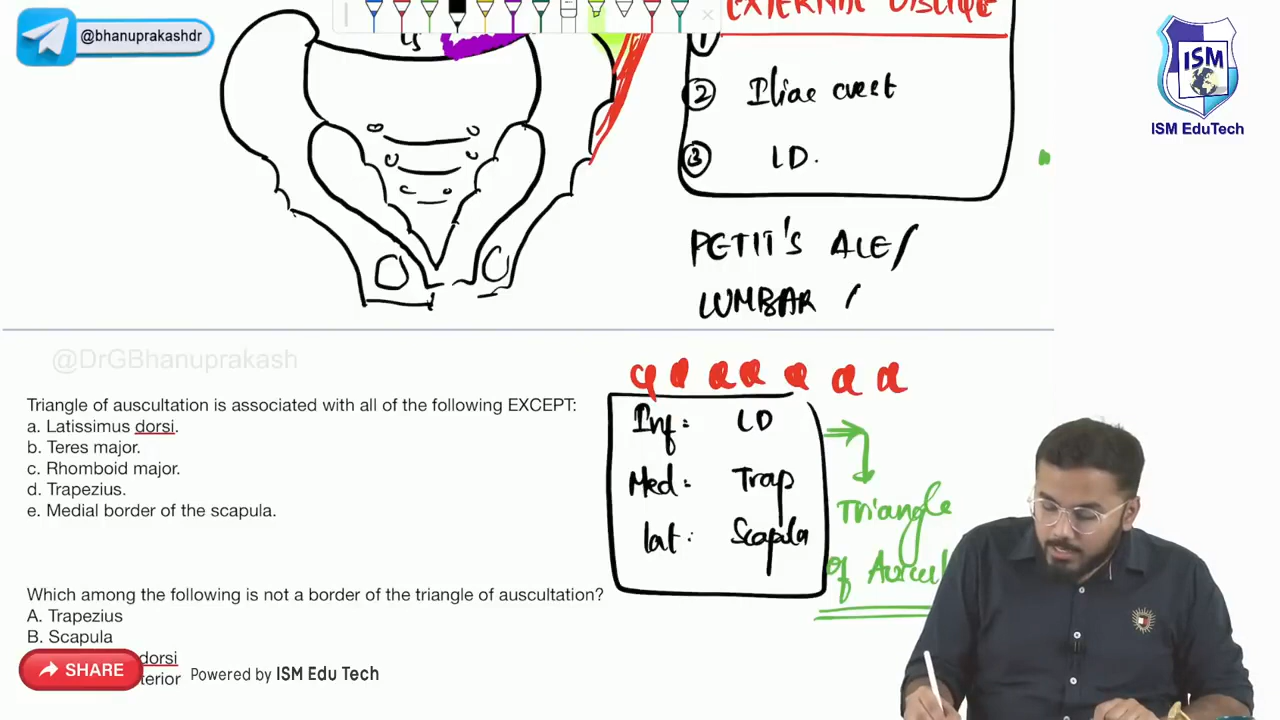 @bhanuprakashdr
EXTERNAL OBLIQUE
1
2 Iliac crest
3 LD.
ISM
ISM EduTech
PETIT'S ALE/
LUMBAR (
@DrGBhanuprakash
Triangle of auscultation is associated with all of the following EXCEPT:
a. Latissimus dorsi.
b. Teres major.
c. Rhomboid major.
d. Trapezius.
e. Medial border of the scapula.
Q Q Q Q Q Q Q
Inf: LD
Med: Trap
lat: Scapula
Triangle
of Auscul
Which among the following is not a border of the triangle of auscultation?
A. Trapezius
B. Scapula
dorsi
terior
SHARE
Powered by ISM Edu Tech